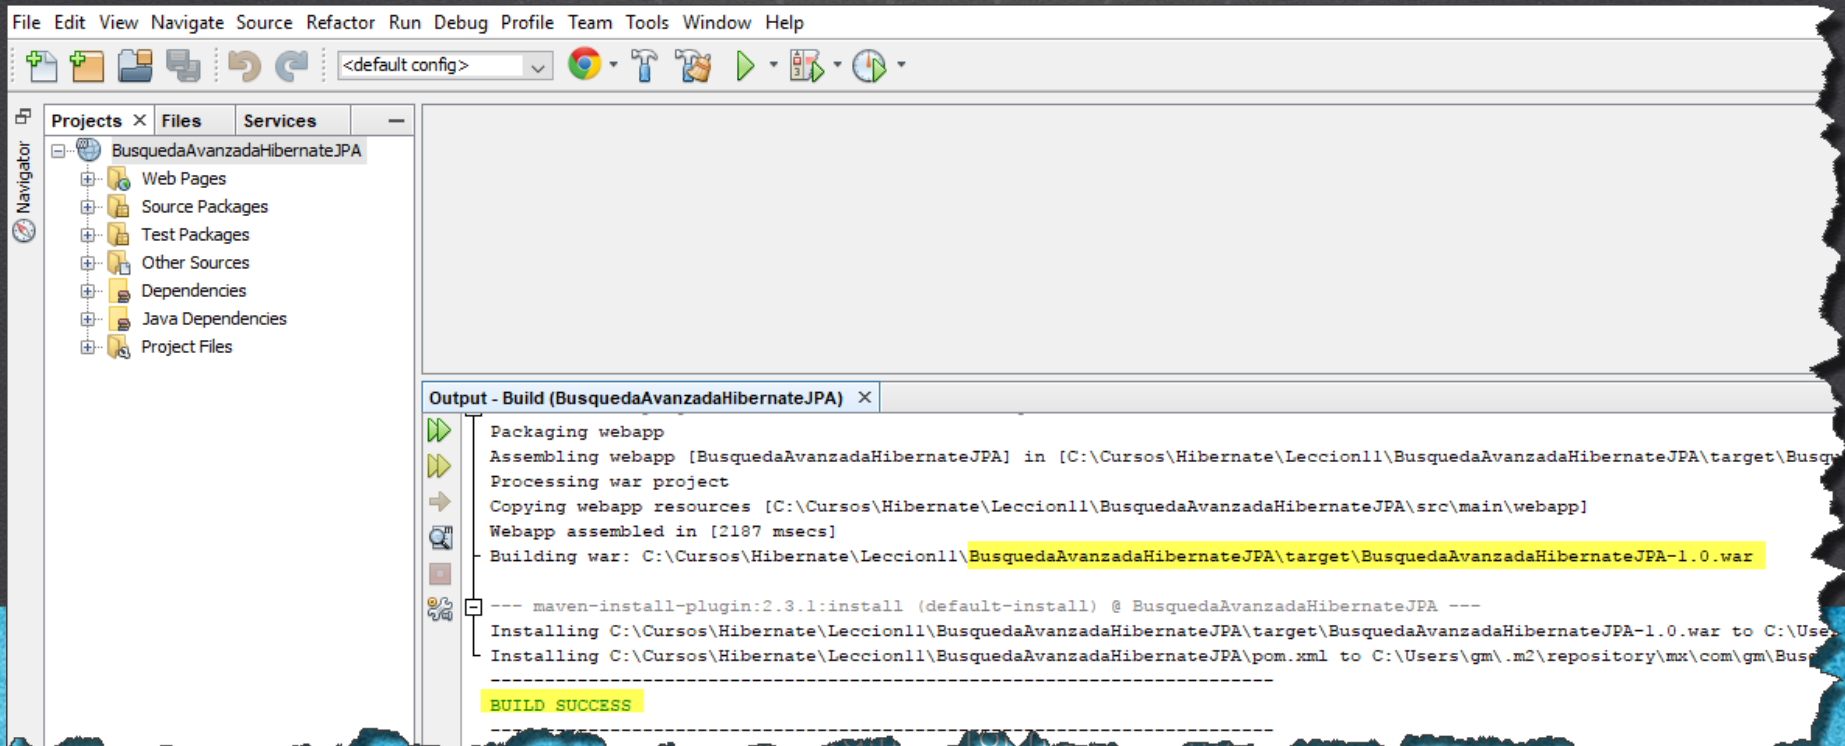 File Edit View Navigate Source Refactor Run Debug Profile Team Tools Window Help
<default config>
Projects Files Services
Navigator
BusquedaAvanzadaHibernateJPA
Web Pages
Source Packages
Test Packages
Other Sources
Dependencies
Java Dependencies
Project Files
Output - Build (BusquedaAvanzadaHibernateJPA)
Packaging webapp
Assembling webapp [BusquedaAvanzadaHibernateJPA] in [C:\Cursos\Hibernate\Leccion11\BusquedaAvanzadaHibernateJPA\target\Busq
Processing war project
Copying webapp resources [C:\Cursos\Hibernate\Leccion11\BusquedaAvanzadaHibernateJPA\src\main\webapp]
Webapp assembled in [2187 msecs]
Building war: C:\Cursos\Hibernate\Leccion11\BusquedaAvanzadaHibernateJPA\target\BusquedaAvanzadaHibernateJPA-1.0.war
--- maven-install-plugin:2.3.1:install (default-install) @ BusquedaAvanzadaHibernateJPA ---
Installing C:\Cursos\Hibernate\Leccion11\BusquedaAvanzadaHibernateJPA\target\BusquedaAvanzadaHibernateJPA-1.0.war to C:\Use
Installing C:\Cursos\Hibernate\Leccion11\BusquedaAvanzadaHibernateJPA\pom.xml to C:\Users\gm\.m2\repository\mx\com\gm\Busq
------------------------------------------------------------------------
BUILD SUCCESS
------------------------------------------------------------------------